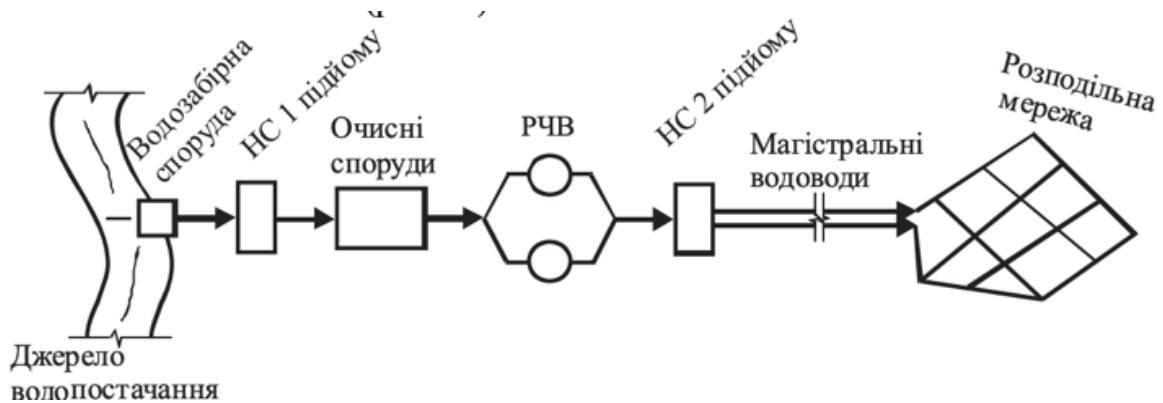 Водозабірна
споруда
НС 1 підйому
Очисні
споруди
РЧВ
НС 2 підйому
Магістральні
водоводи
Розподільна
мережа
Джерело
водопостачання